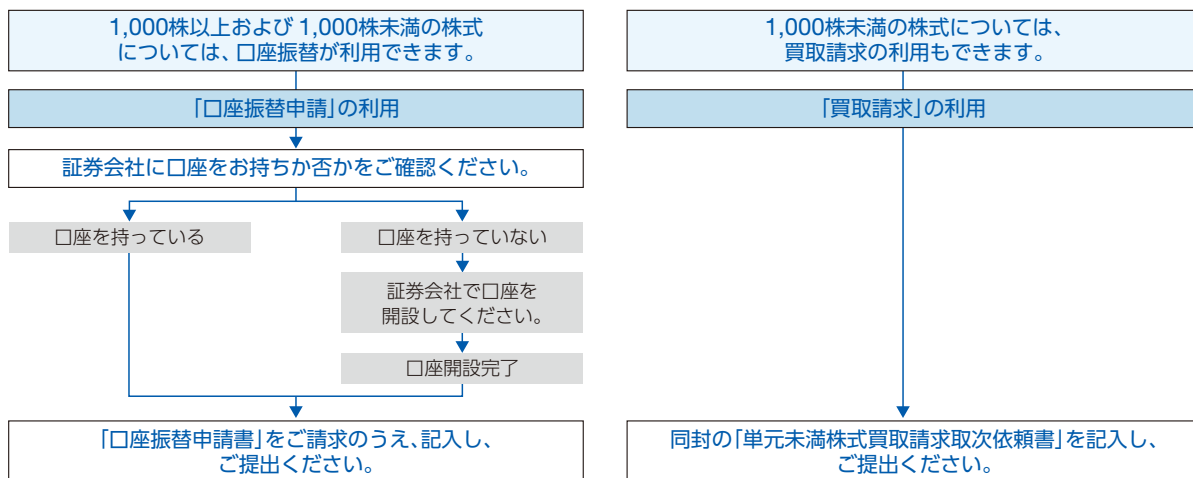 1,000株以上および1,000株未満の株式
については、口座振替が利用できます。
「口座振替申請」の利用
証券会社に口座をお持ちか否かをご確認ください。
口座を持っている
口座を持っていない
証券会社で口座を
開設してください。
口座開設完了
「口座振替申請書」をご請求のうえ、記入し、
ご提出ください。
1,000株未満の株式については、
買取請求の利用もできます。
「買取請求」の利用
同封の「単元未満株式買取請求取次依頼書」を記入し、
ご提出ください。